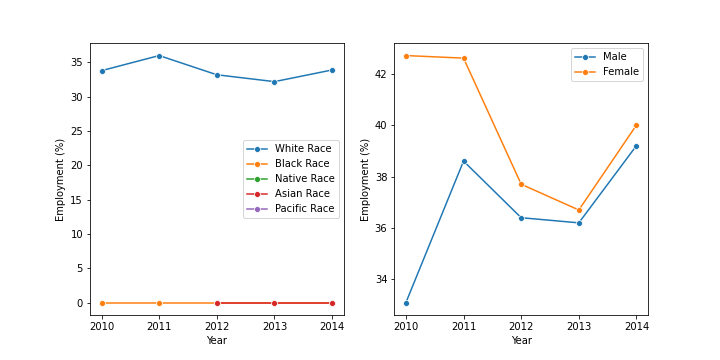 35
30
25
20
15
10
5
0
Employment (%)
White Race
Black Race
Native Race
Asian Race
Pacific Race
2010 2011 2012 2013 2014
Year
42
40
38
36
34
Employment (%)
Male
Female
2010 2011 2012 2013 2014
Year